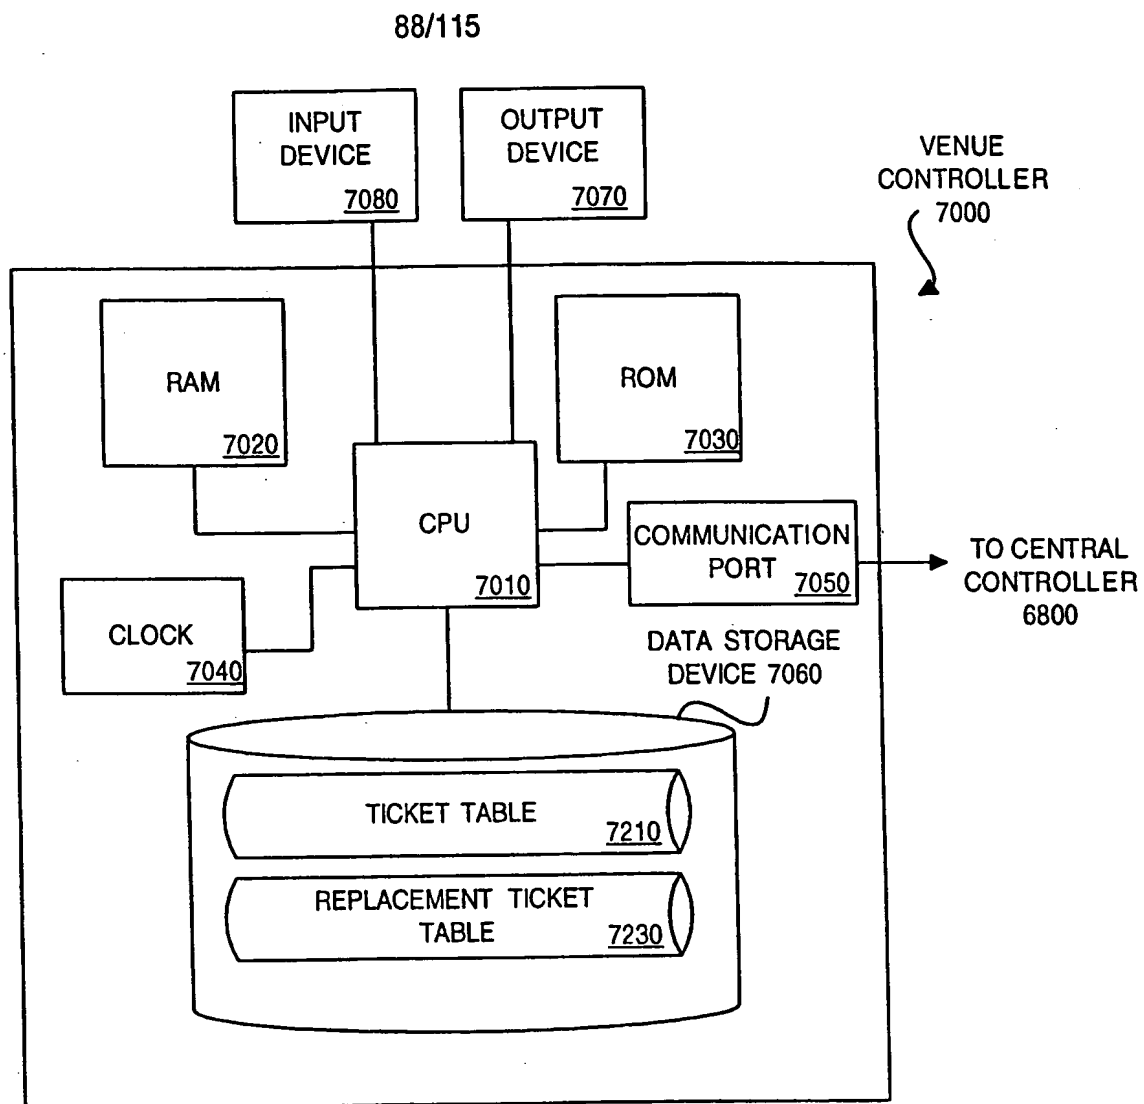 88/115
INPUT
DEVICE
7080
OUTPUT
DEVICE
7070
VENUE
CONTROLLER
7000
RAM
7020
ROM
7030
CPU
7010
COMMUNICATION
PORT
7050
TO CENTRAL
CONTROLLER
6800
CLOCK
7040
DATA STORAGE
DEVICE 7060
TICKET TABLE
7210
REPLACEMENT TICKET
TABLE
7230